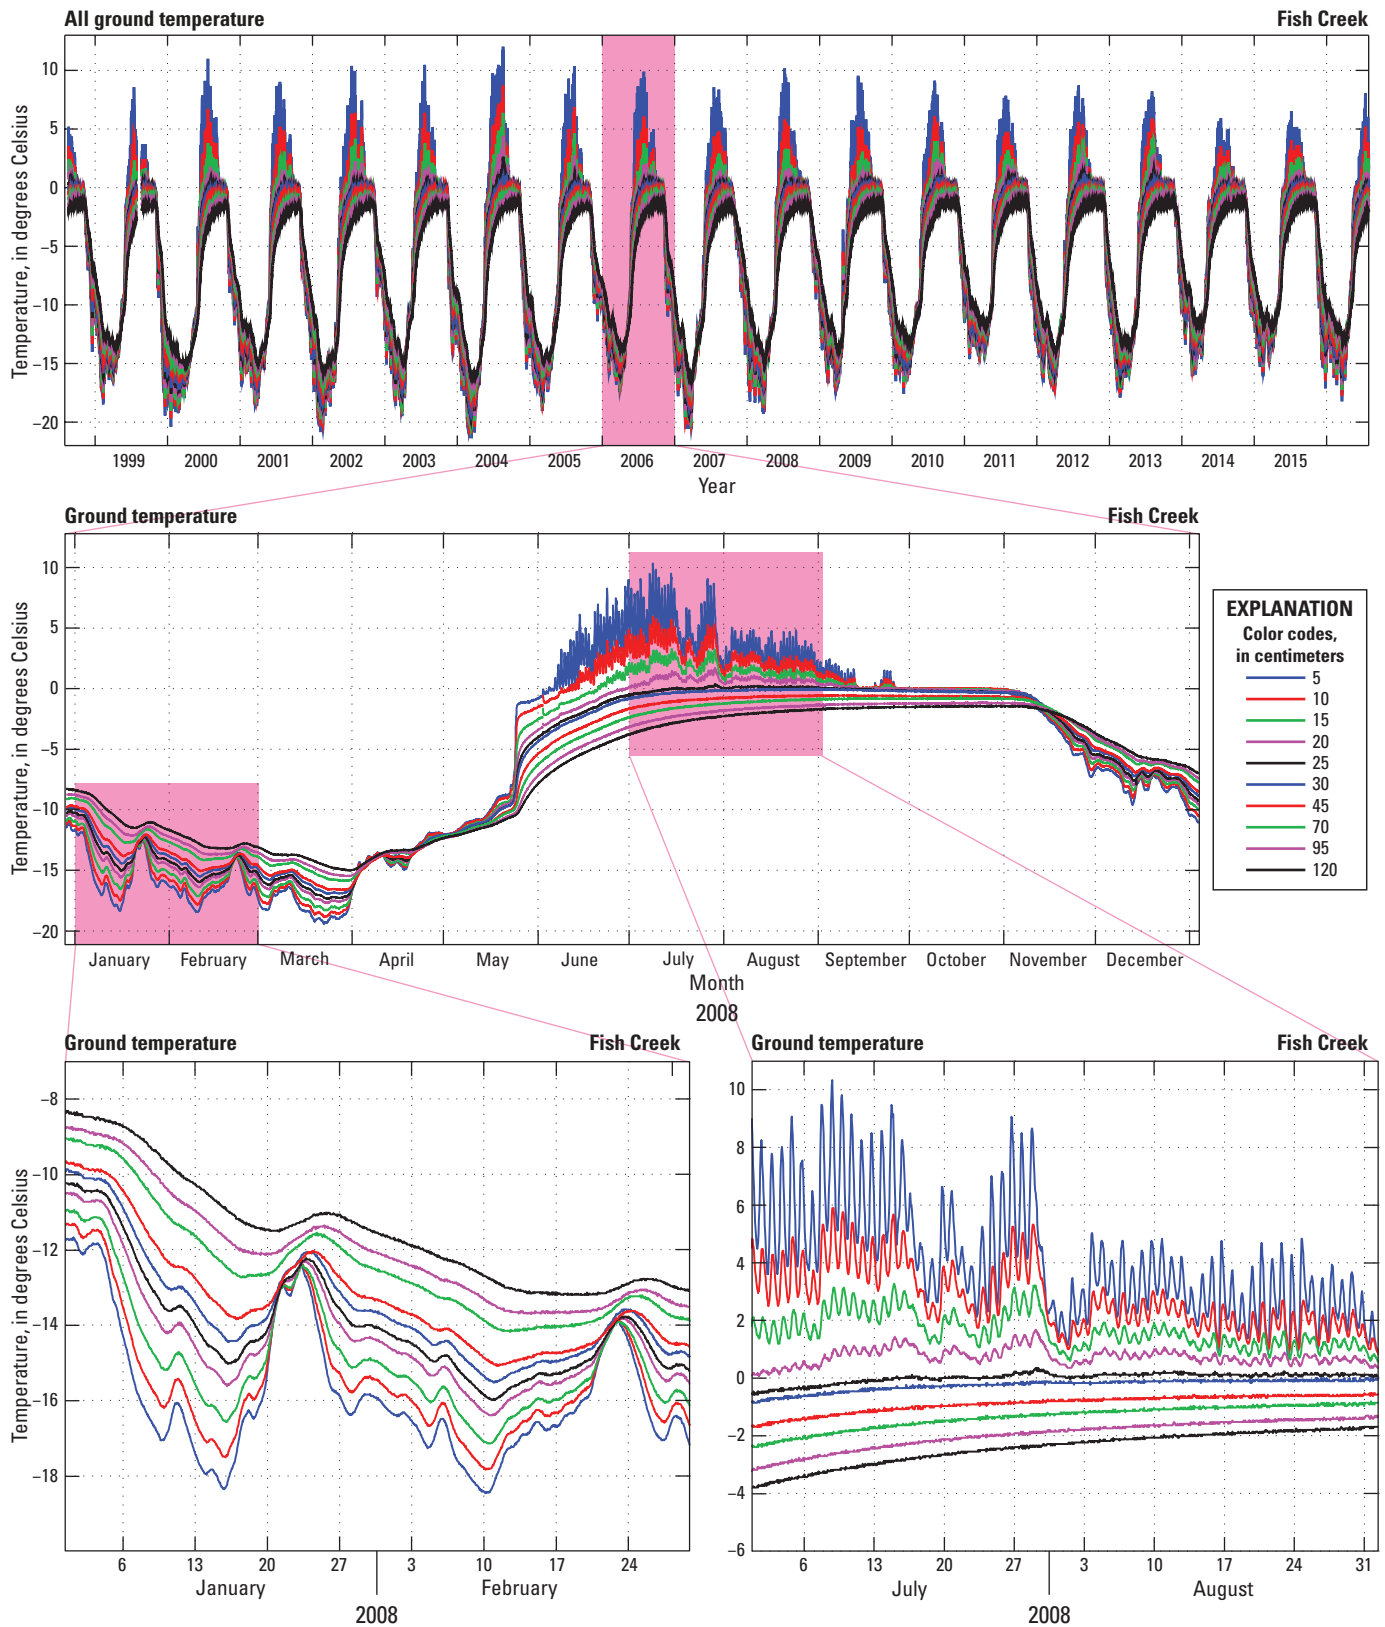 All ground temperature Fish Creek
Temperature, in degrees Celsius
10
5
0
−5
−10
−15
−20
1999 2000 2001 2002 2003 2004 2005 2006 2007 2008 2009 2010 2011 2012 2013 2014 2015
Year
Ground temperature Fish Creek
Temperature, in degrees Celsius
10
5
0
−5
−10
−15
−20
January February March April May June July August September October November December
Month
2008
EXPLANATION
Color codes,
in centimeters
5
10
15
20
25
30
45
70
95
120
Ground temperature Fish Creek
Temperature, in degrees Celsius
−8
−10
−12
−14
−16
−18
6 13 20 27 3 10 17 24
January February
2008
Ground temperature Fish Creek
10
8
6
4
2
0
−2
−4
−6
6 13 20 27 3 10 17 24 31
July August
2008